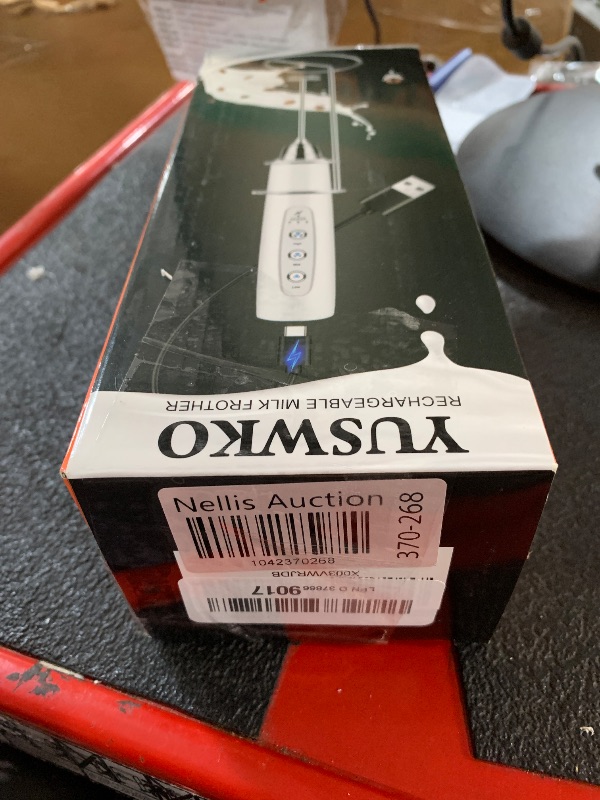 RECHARGEABLE MILK FROTHER
YUSWKO
Nellis Auction
1042370268
370-268
X003VWRJDB
9017